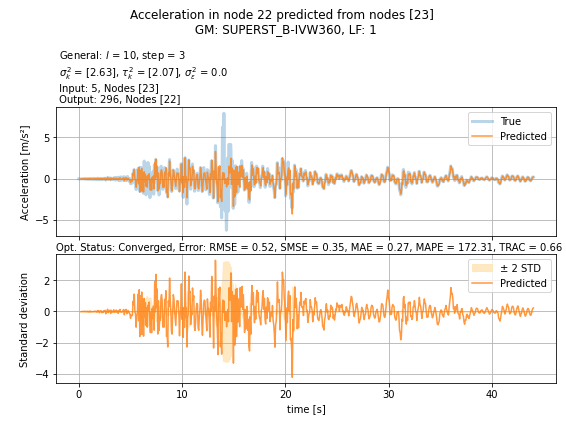 Acceleration in node 22 predicted from nodes [23]
GM: SUPERST_B-IVW360, LF: 1
General: l = 10, step = 3
σ²ₖ = [2.63], τ²ₖ = [2.07], σ²ε = 0.0
Input: 5, Nodes [23]
Output: 296, Nodes [22]
True
Predicted
Acceleration [m/s²]
5
0
−5
Opt. Status: Converged, Error: RMSE = 0.52, SMSE = 0.35, MAE = 0.27, MAPE = 172.31, TRAC = 0.66
± 2 STD
Predicted
Standard deviation
2
0
−2
−4
0 10 20 30 40
time [s]